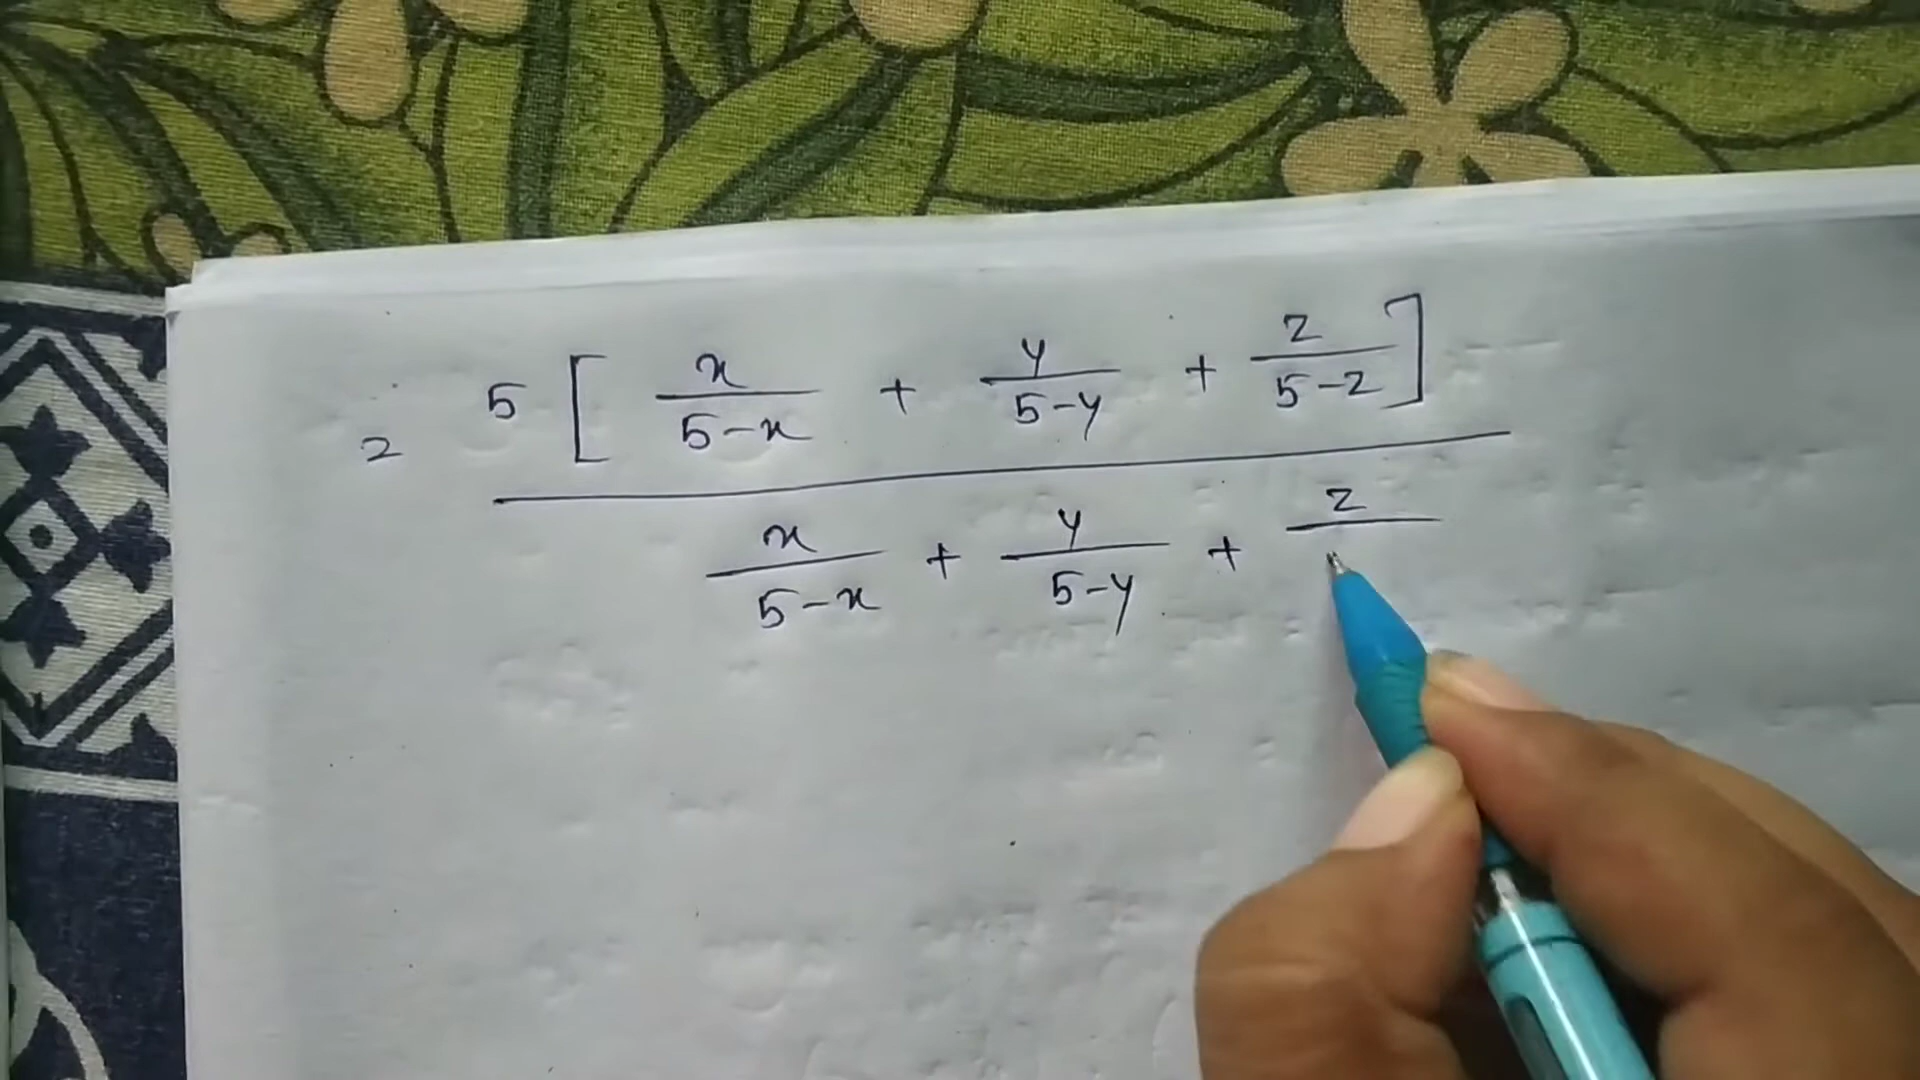 = 5 [ x/(5-x) + y/(5-y) + z/(5-z) ]
x/(5-x) + y/(5-y) + z/